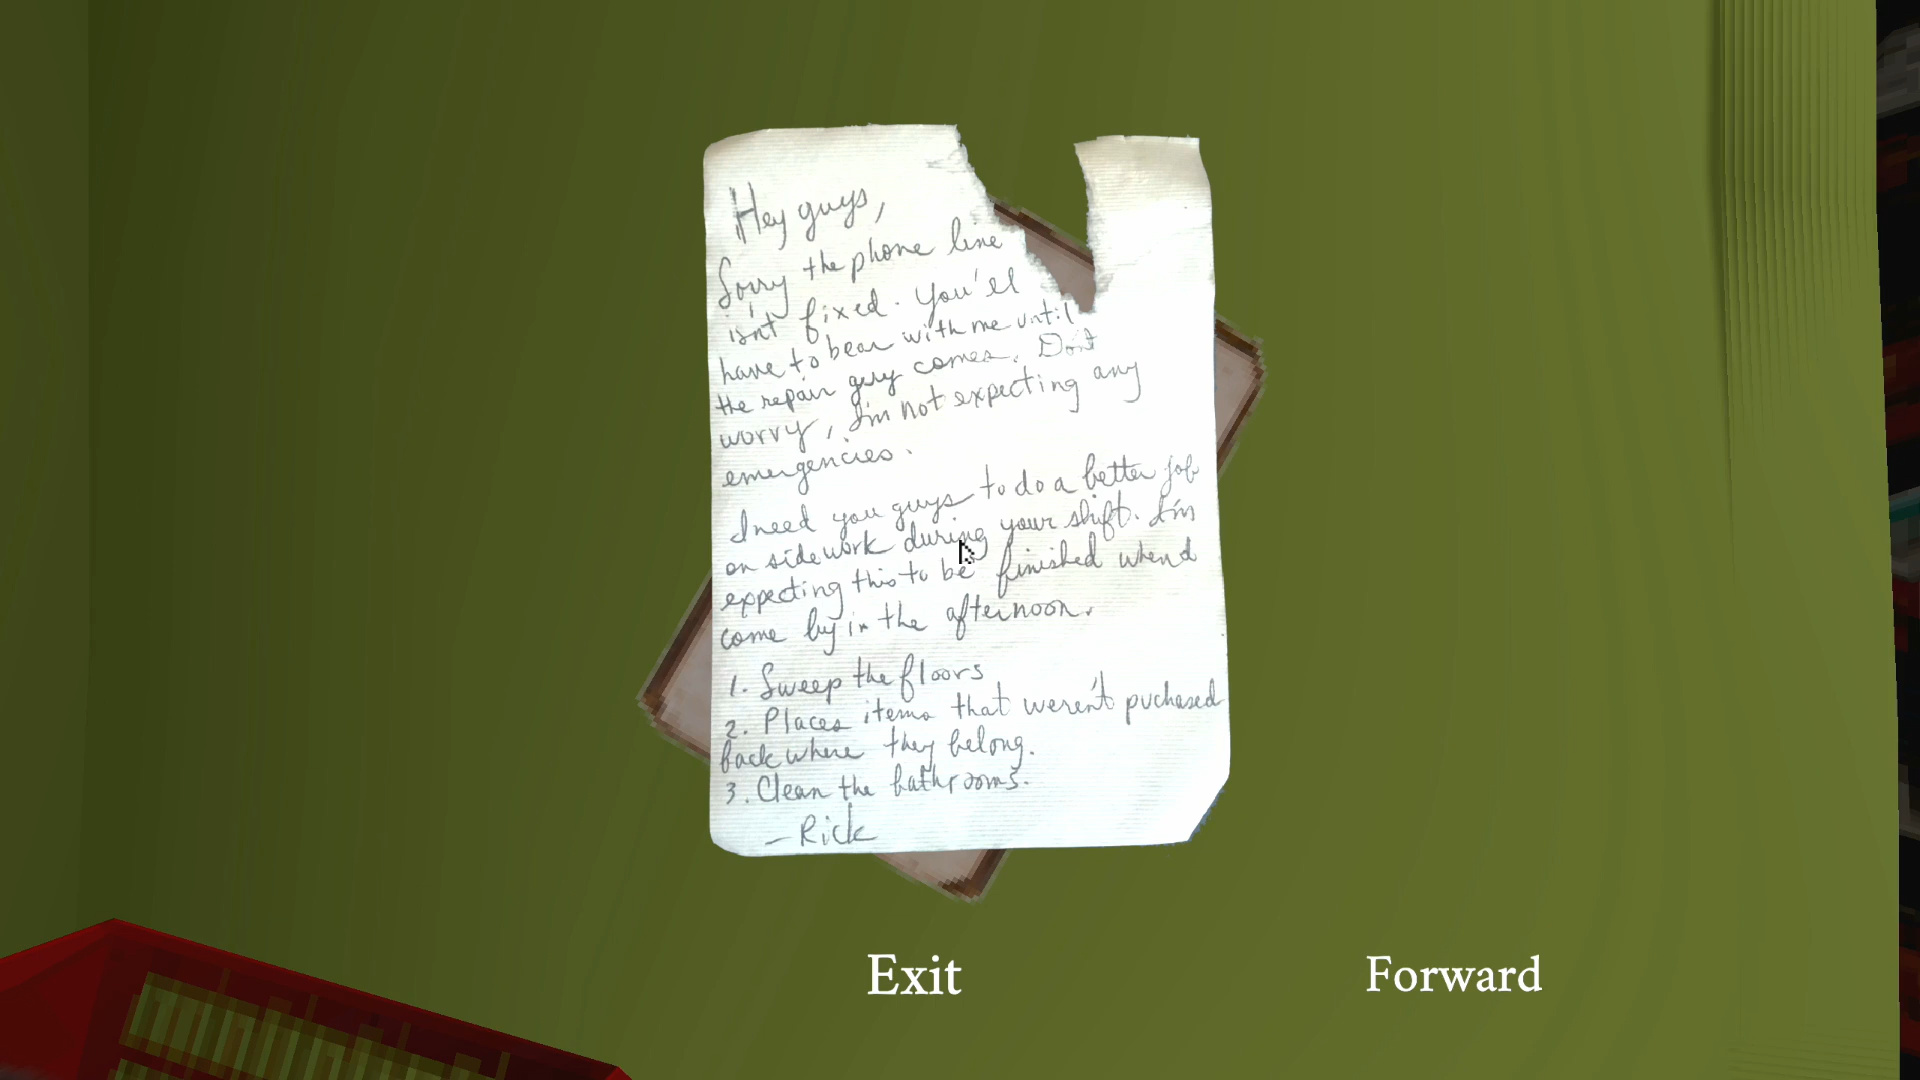 Hey guys,
Sorry the phone line
isn't fixed. You'll
have to bear with me until
the repair guy comes. Don't
worry, I'm not expecting any
emergencies.
I need you guys to do a better job
on sidework during your shift. I'm
expecting this to be finished when I
come by in the afternoon.
1. Sweep the floors
2. Places items that weren't puchased
back where they belong.
3. Clean the bathrooms.
- Rick
Exit
Forward